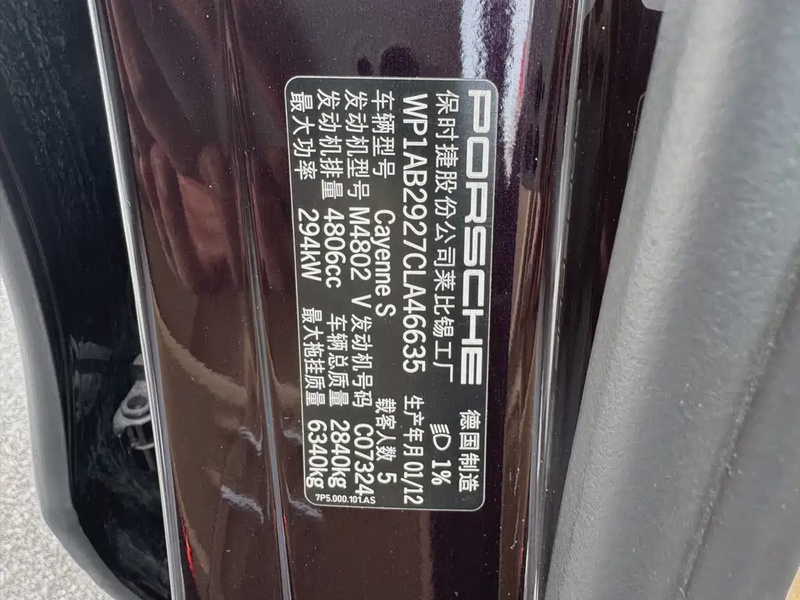 PORSCHE 德国制造
保时捷股份公司莱比锡工厂 1%
WP1AB2927CLA46635 生产年月 01/12
车辆型号 Cayenne S 载客人数 5
发动机型号 M4802 V 发动机号码 C07324
发动机排量 4806cc 车辆总质量 2840kg
最大功率 294kW 最大拖挂质量 6340kg
7P5.000.101.AS